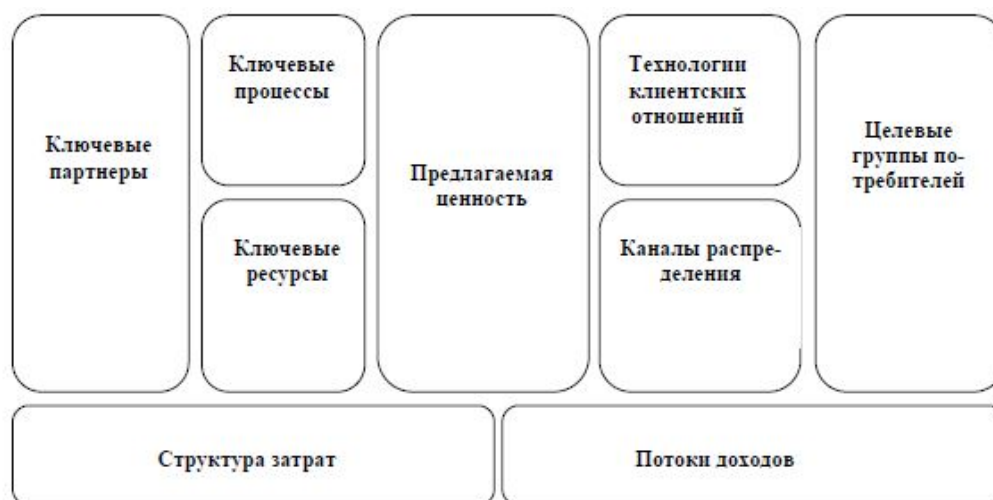 Ключевые
партнеры
Ключевые
процессы
Ключевые
ресурсы
Предлагаемая
ценность
Технологии
клиентских
отношений
Каналы распре-
деления
Целевые
группы по-
требителей
Структура затрат
Потоки доходов